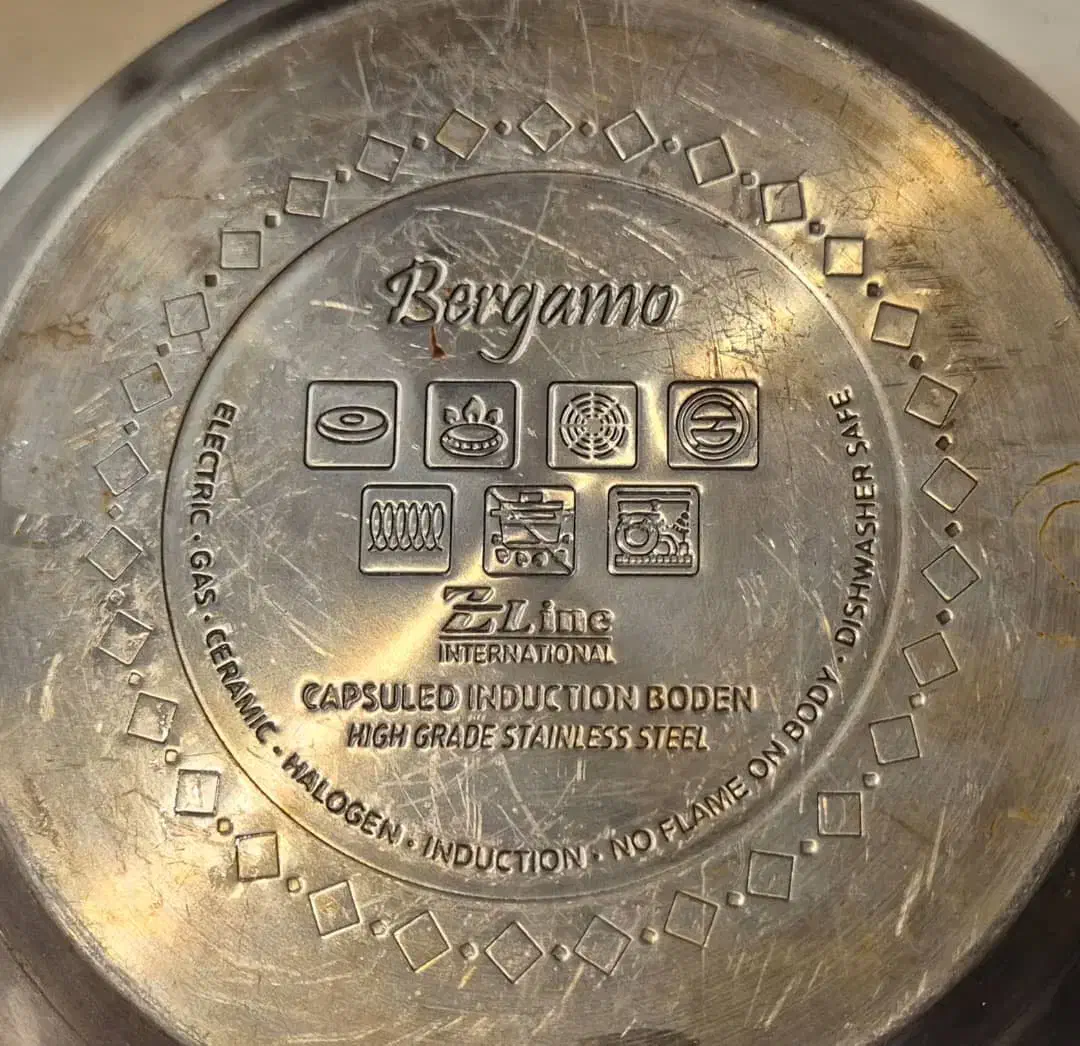 Bergamo
Z Line
INTERNATIONAL
CAPSULED INDUCTION BODEN
HIGH GRADE STAINLESS STEEL
ELECTRIC · GAS · CERAMIC · HALOGEN · INDUCTION · NO FLAME ON BODY · DISHWASHER SAFE